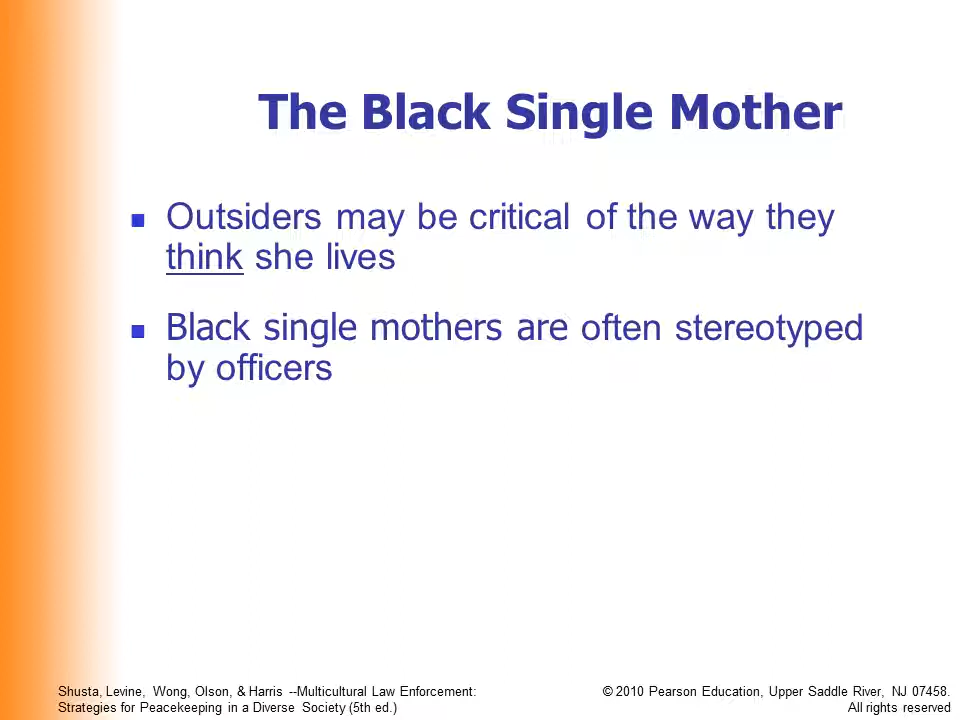 The Black Single Mother
Outsiders may be critical of the way they
think she lives
Black single mothers are often stereotyped
by officers
Shusta, Levine, Wong, Olson, & Harris --Multicultural Law Enforcement:
Strategies for Peacekeeping in a Diverse Society (5th ed.)
© 2010 Pearson Education, Upper Saddle River, NJ 07458.
All rights reserved